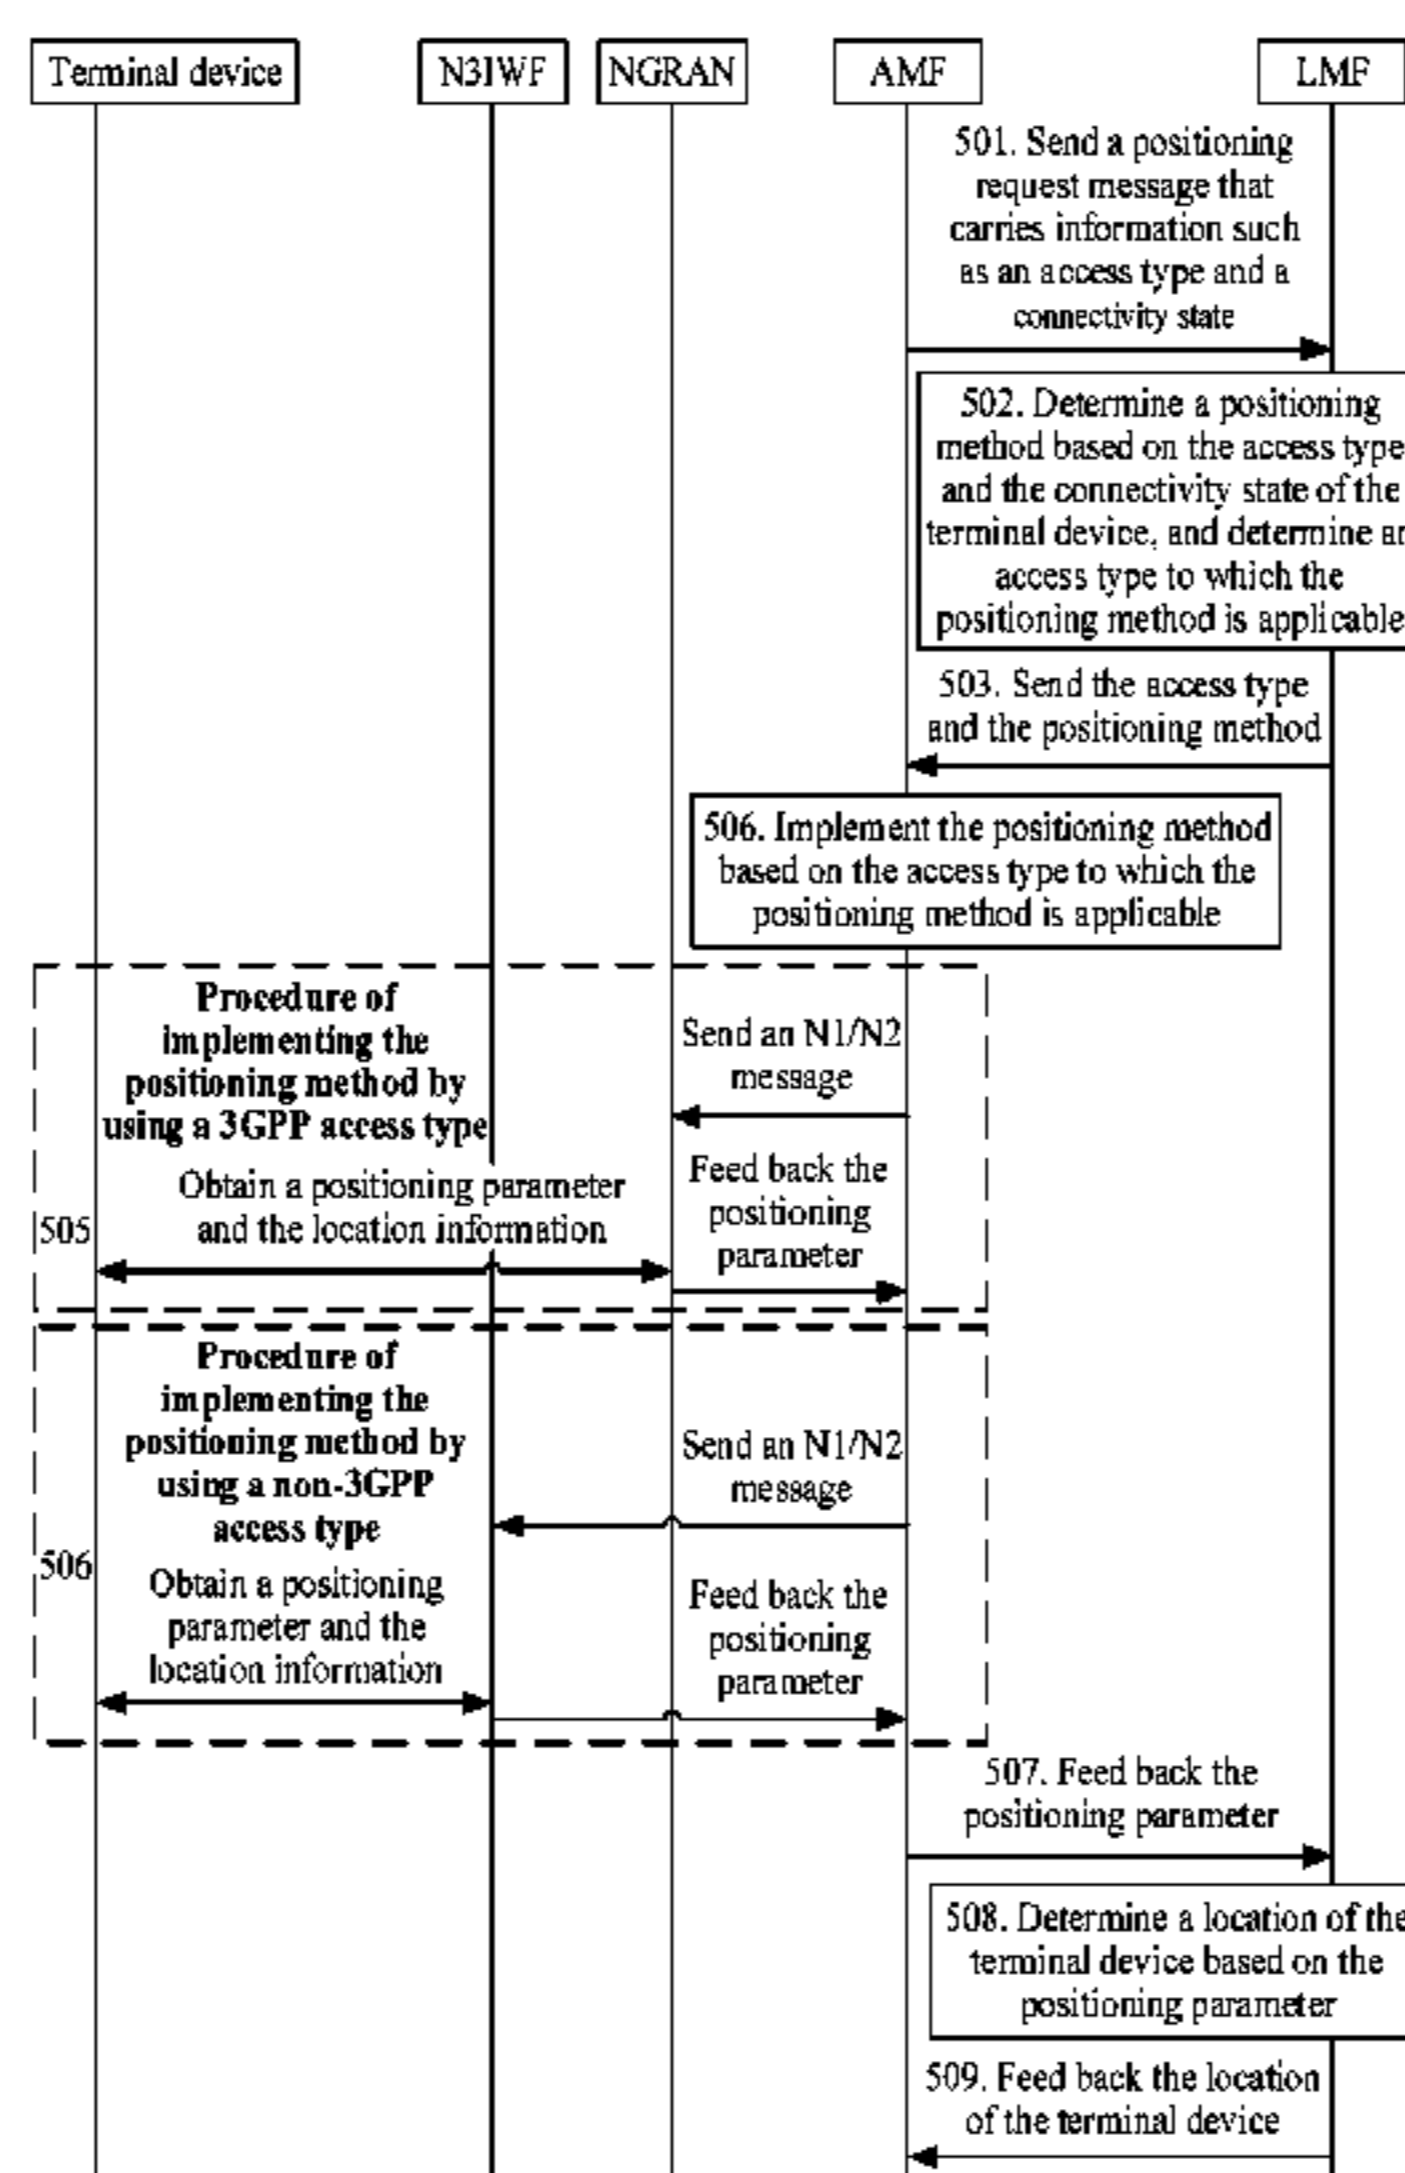 Terminal device
N3IWF
NGRAN
AMF
LMF
501. Send a positioning
request message that
carries information such
as an access type and a
connectivity state
502. Determine a positioning
method based on the access type
and the connectivity state of the
terminal device, and determine
access type to which the
positioning method is applicable
503. Send the access type
and the positioning method
506. Implement the positioning method
based on the access type to which the
positioning method is applicable
Procedure of
implementing the
positioning method by
using a 3GPP access type
Send an N1/N2
message
Obtain a positioning parameter
and the location information
Feed back the
positioning
parameter
505
Procedure of
implementing the
positioning method by
using a non-3GPP
access type
Send an N1/N2
message
506
Obtain a positioning
parameter and the
location information
Feed back the
positioning
parameter
507. Feed back the
positioning parameter
508. Determine a location of the
terminal device based on the
positioning parameter
509. Feed back the location
of the terminal device